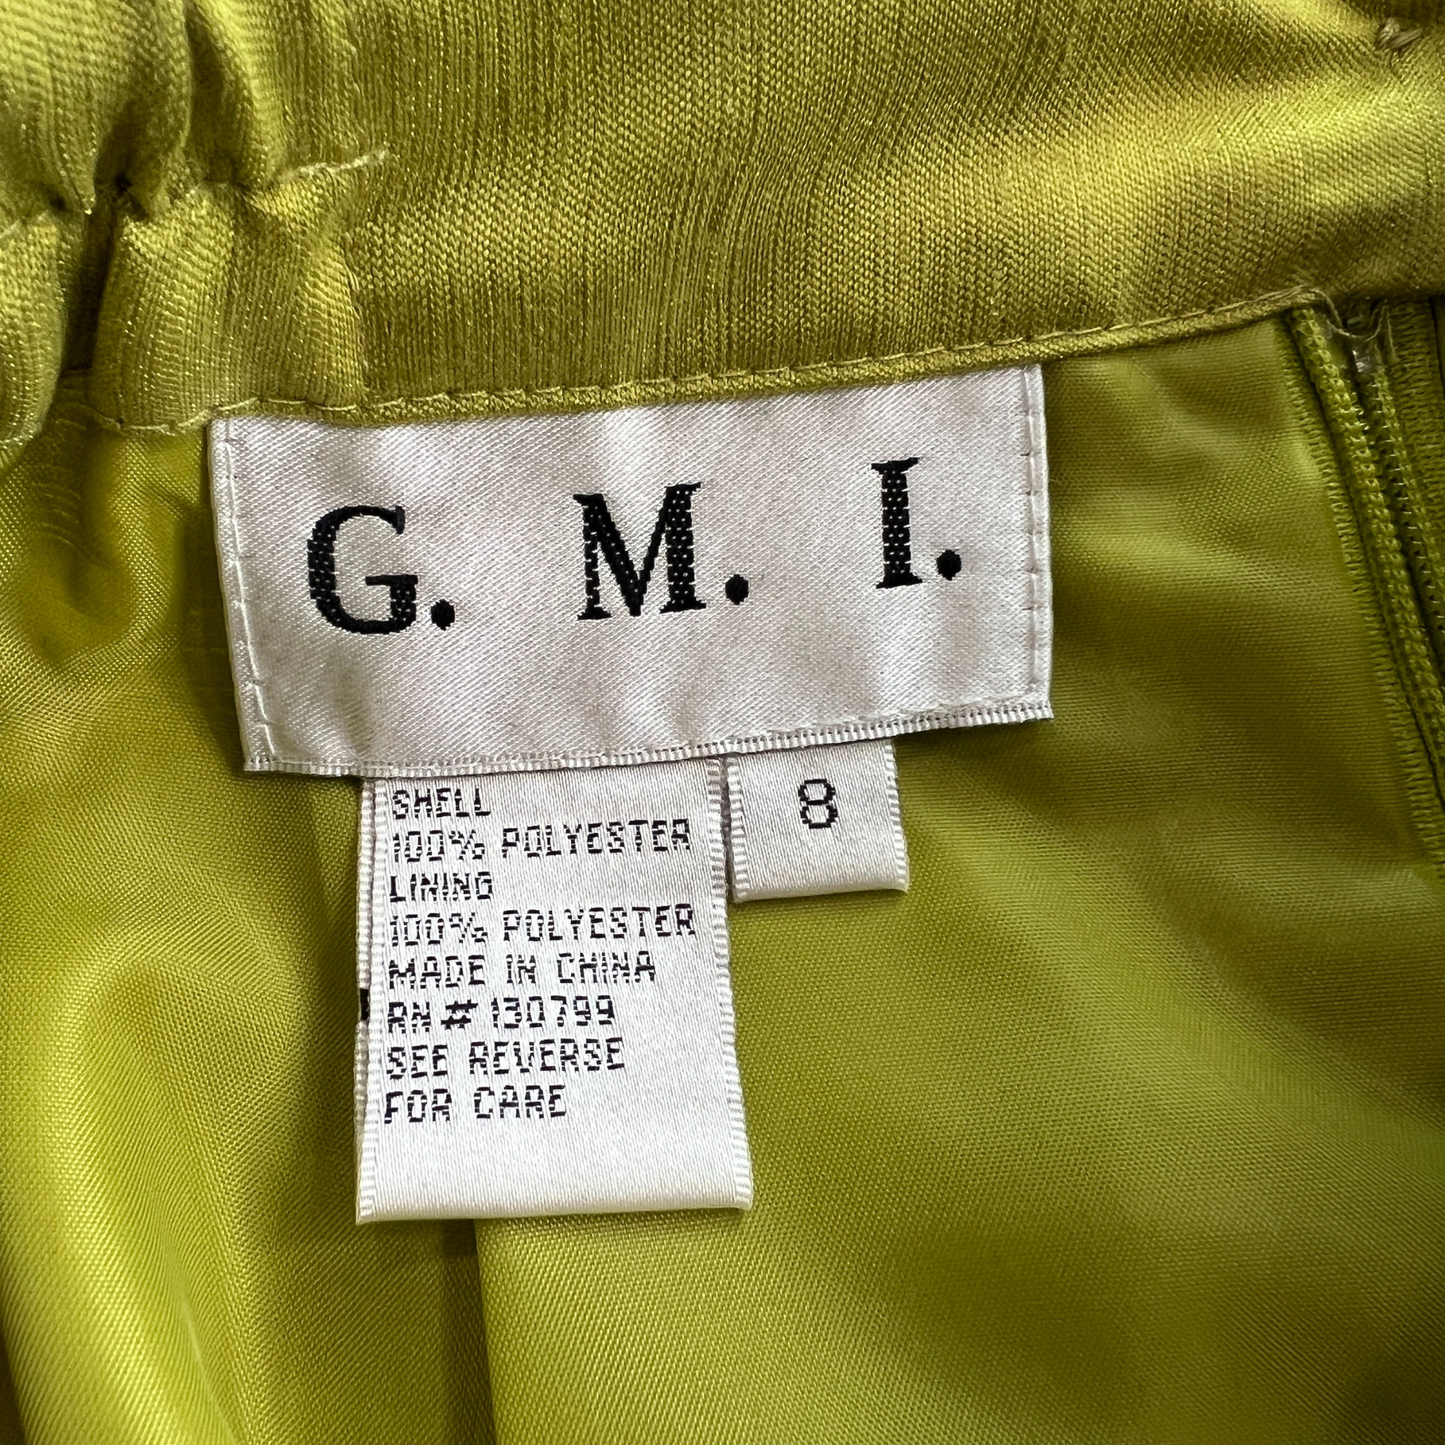 G. M. I.
8
SHELL
100% POLYESTER
LINING
100% POLYESTER
MADE IN CHINA
RN # 130799
SEE REVERSE
FOR CARE